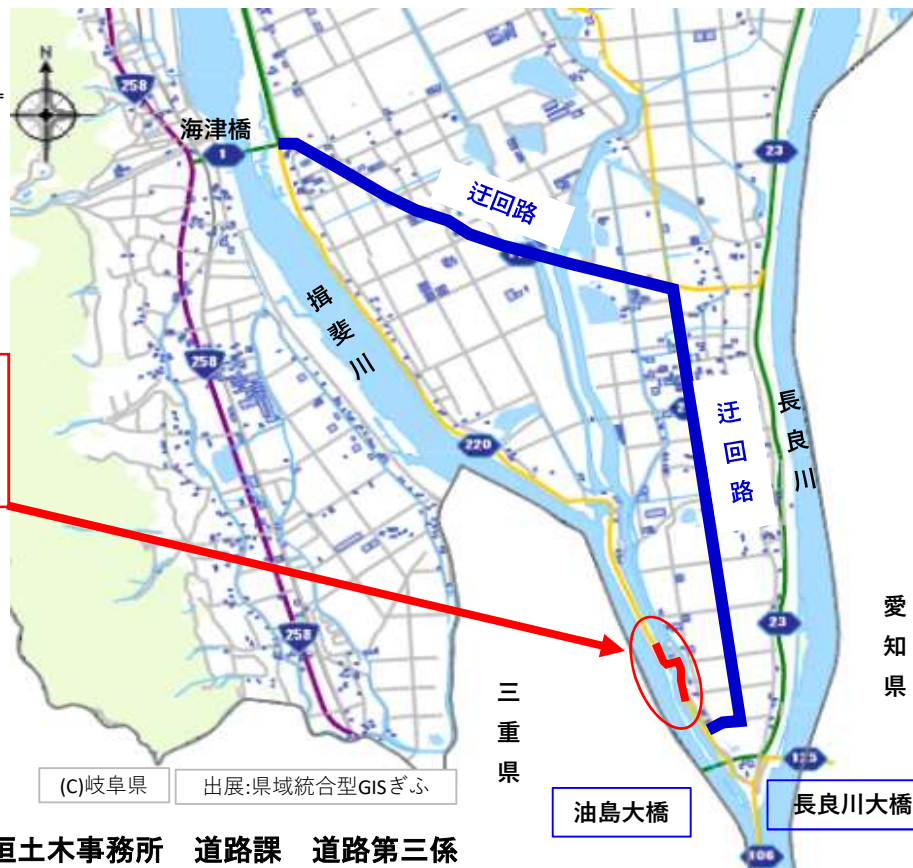 N
258
海津橋
1
23
迂回路
揖斐川
258
迂回路
長良川
220
愛知県
23
258
三重県
(C)岐阜県
出展:県域統合型GISぎふ
油島大橋
長良川大橋
106
垣土木事務所 道路課 道路第三係